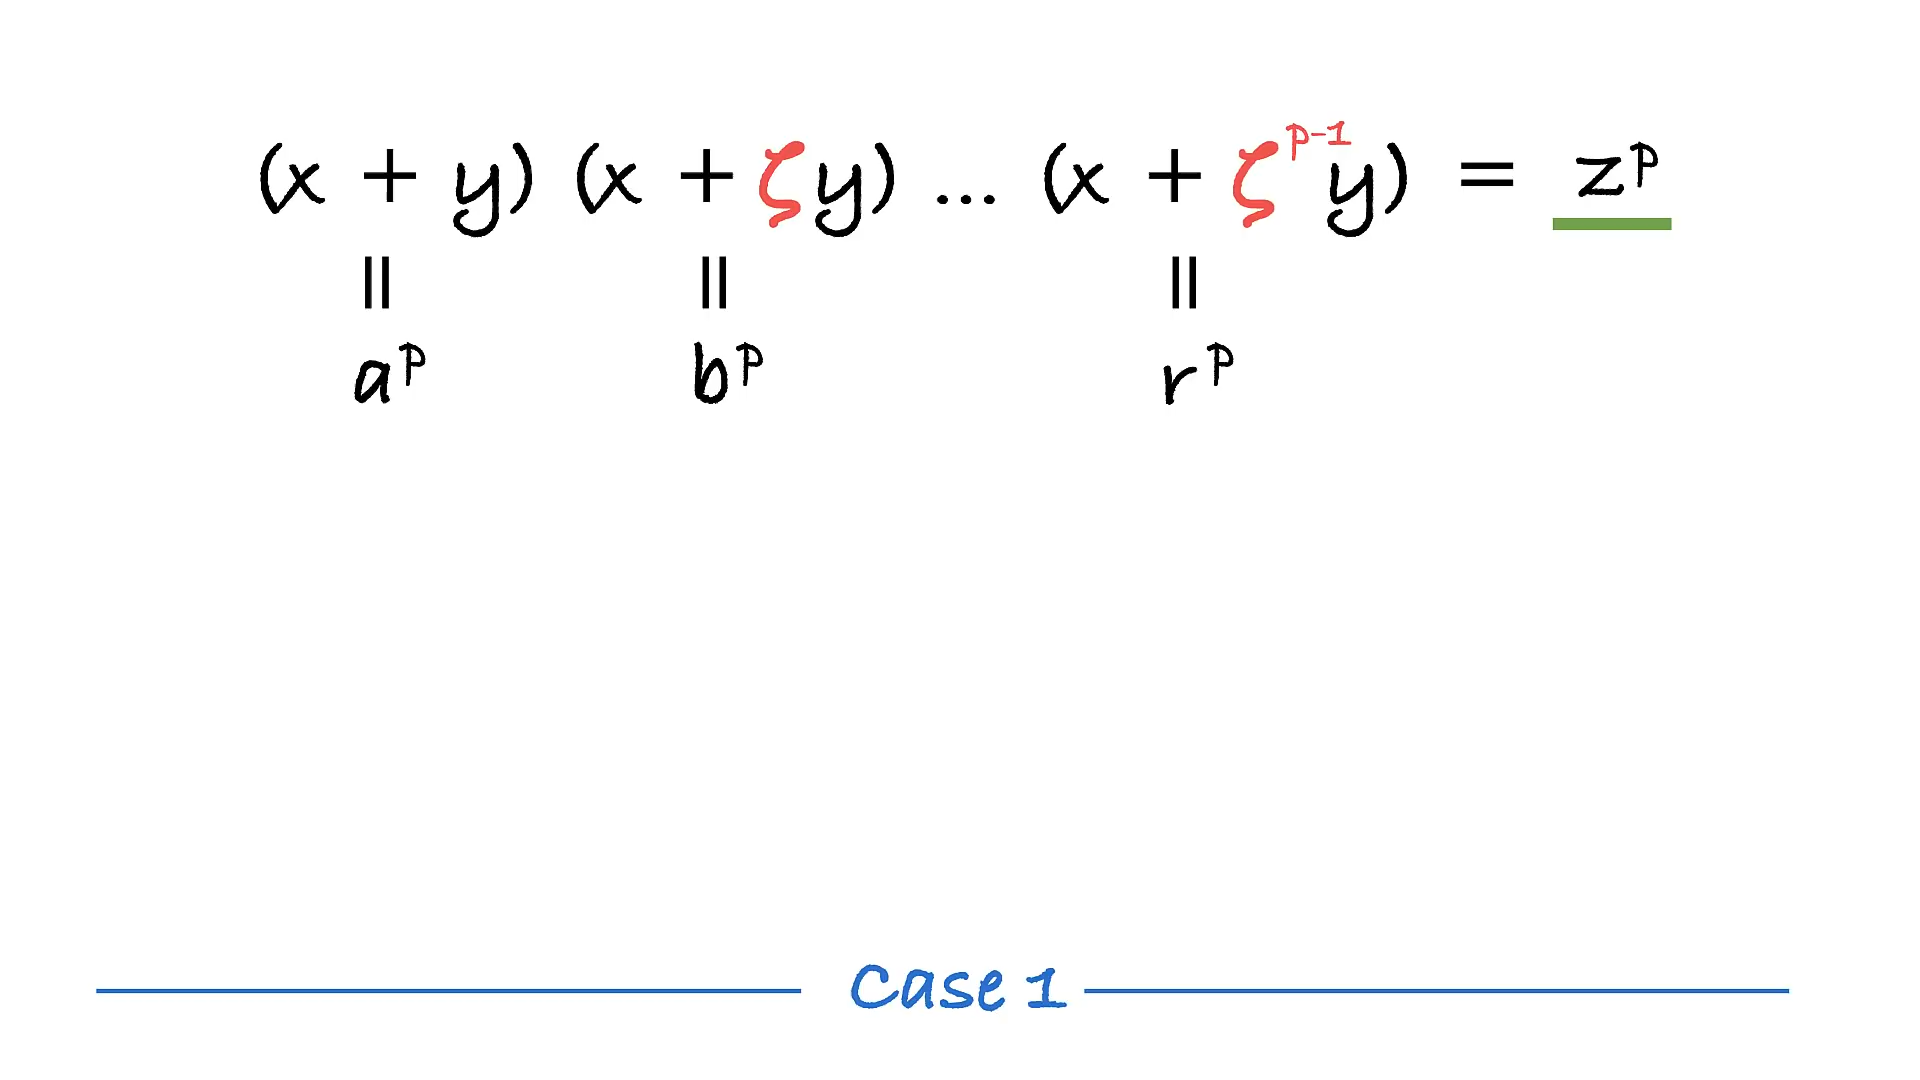 (x + y) (x + ζy) ... (x + ζ^{p-1}y) = z^p
|| || ||
a^p b^p r^p
Case 1